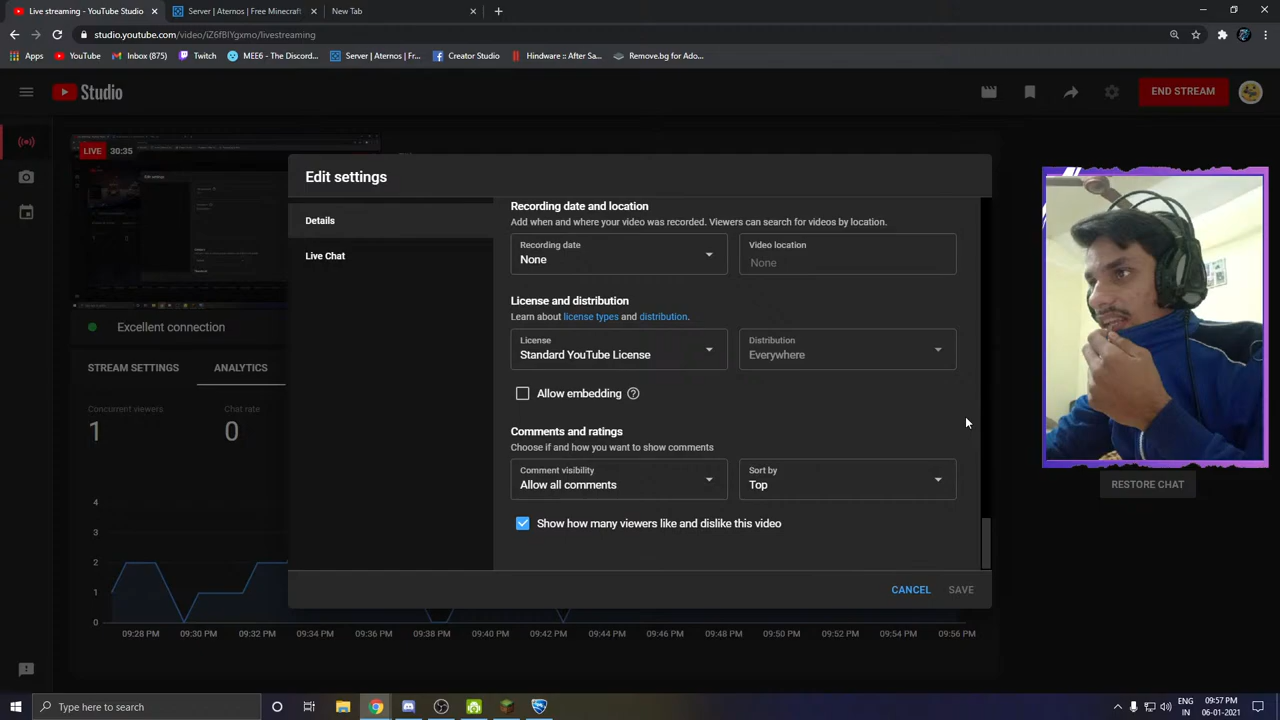 Live streaming - YouTube Studio
Server | Aternos | Free Minecraft
New Tab
studio.youtube.com/video/iZ6fBlYgxmo/livestreaming
Apps
YouTube
Inbox (875)
Twitch
MEE6 - The Discord...
Server | Aternos | Fr...
Creator Studio
Hindware :: After Sa...
Remove.bg for Ado...
Studio
END STREAM
LIVE 30:35
Edit settings
Details
Live Chat
Recording date and location
Add when and where your video was recorded. Viewers can search for videos by location.
Recording date
None
Video location
None
License and distribution
Learn about license types and distribution.
License
Standard YouTube License
Distribution
Everywhere
Allow embedding
Comments and ratings
Choose if and how you want to show comments
Comment visibility
Allow all comments
Sort by
Top
Show how many viewers like and dislike this video
CANCEL
SAVE
Excellent connection
STREAM SETTINGS
ANALYTICS
Concurrent viewers
1
Chat rate
0
4
3
2
1
0
09:28 PM 09:30 PM 09:32 PM 09:34 PM 09:36 PM 09:38 PM 09:40 PM 09:42 PM 09:44 PM 09:46 PM 09:48 PM 09:50 PM 09:52 PM 09:54 PM 09:56 PM
RESTORE CHAT
Type here to search
ENG
IN
09:57 PM
06-01-2021